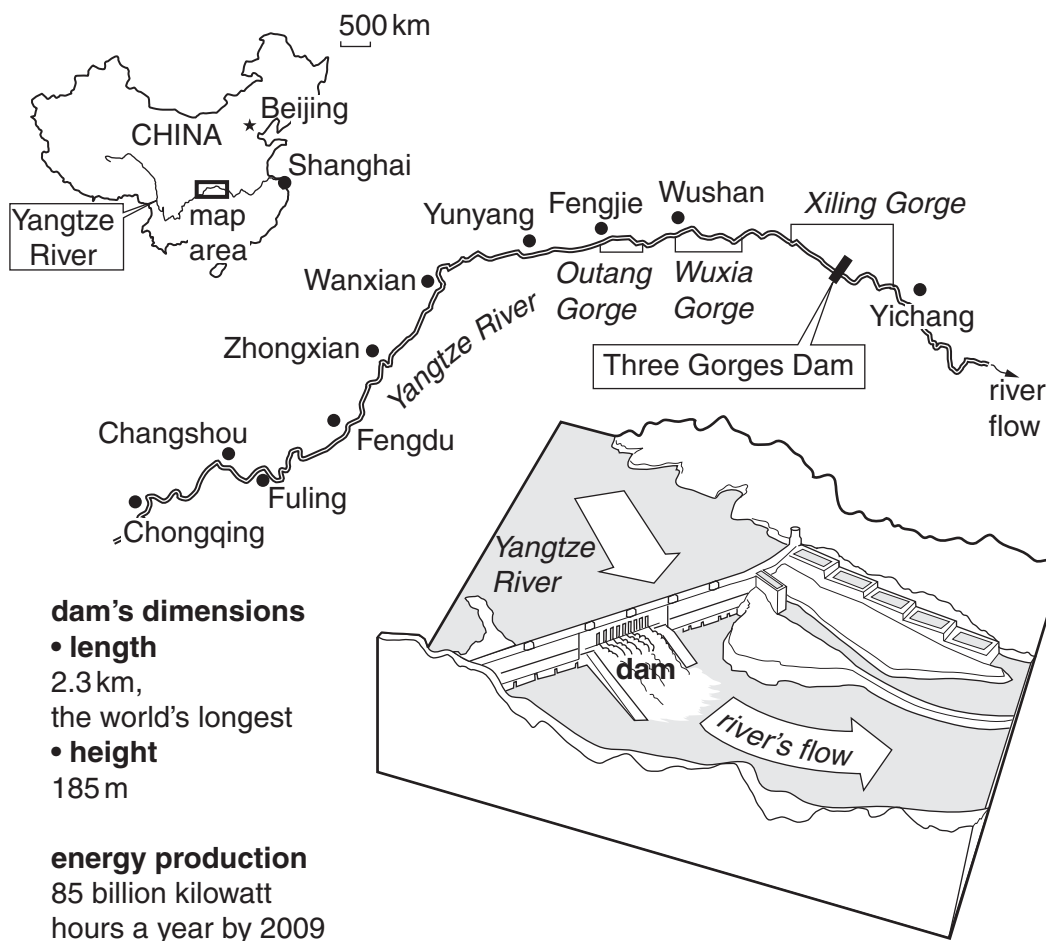 500 km
Beijing
CHINA
Shanghai
Yangtze
River
map
area
Xiling Gorge
Wushan
Fengjie
Yunyang
Outang
Gorge
Wuxia
Gorge
Wanxian
Yichang
Yangtze River
Zhongxian
Three Gorges Dam
river
flow
Changshou
Fengdu
Fuling
Chongqing
Yangtze
River
dam
river's flow
dam's dimensions
• length
2.3 km,
the world's longest
• height
185 m
energy production
85 billion kilowatt
hours a year by 2009